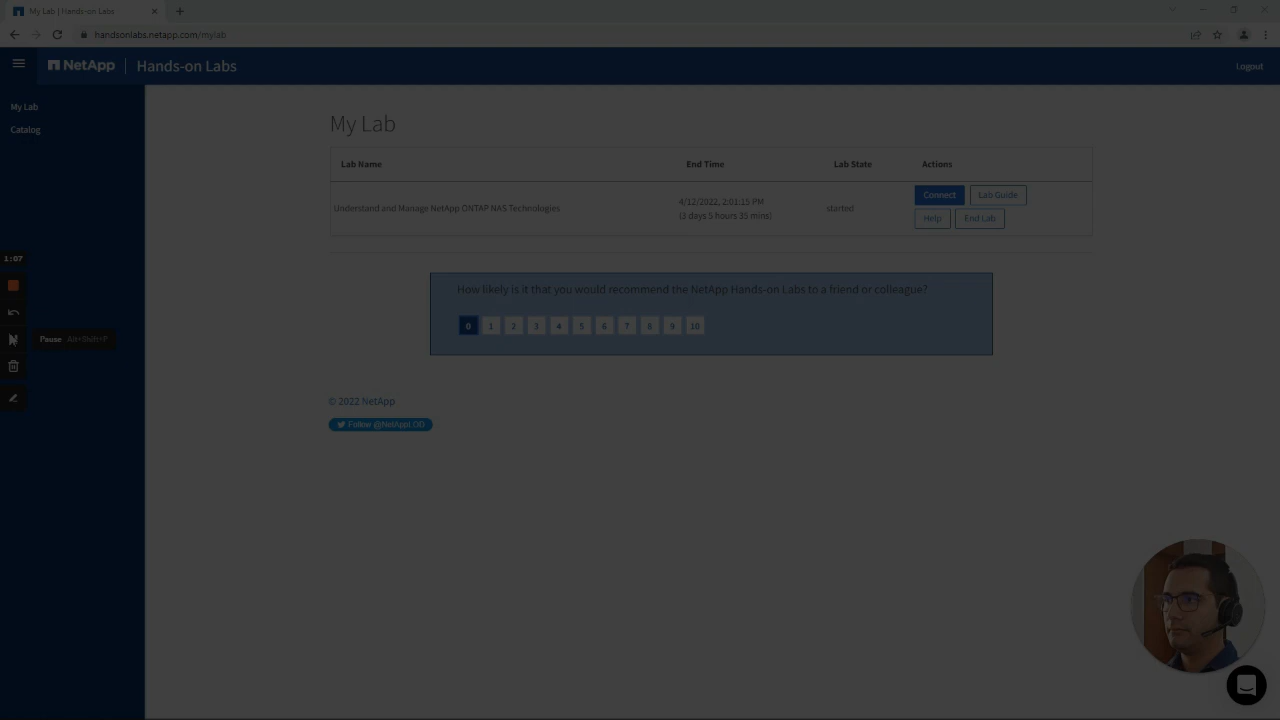 My Lab | Hands-on Labs
handsonlabs.netapp.com/mylab
NetApp | Hands-on Labs
Logout
My Lab
Catalog
My Lab
Lab Name End Time Lab State Actions
Understand and Manage NetApp ONTAP NAS Technologies 4/12/2022, 2:01:15 PM started Connect Lab Guide
(3 days 5 hours 35 mins) Help End Lab
1:07
How likely is it that you would recommend the NetApp Hands-on Labs to a friend or colleague?
0 1 2 3 4 5 6 7 8 9 10
Pause Alt+Shift+P
© 2022 NetApp
Follow @NetAppLOD